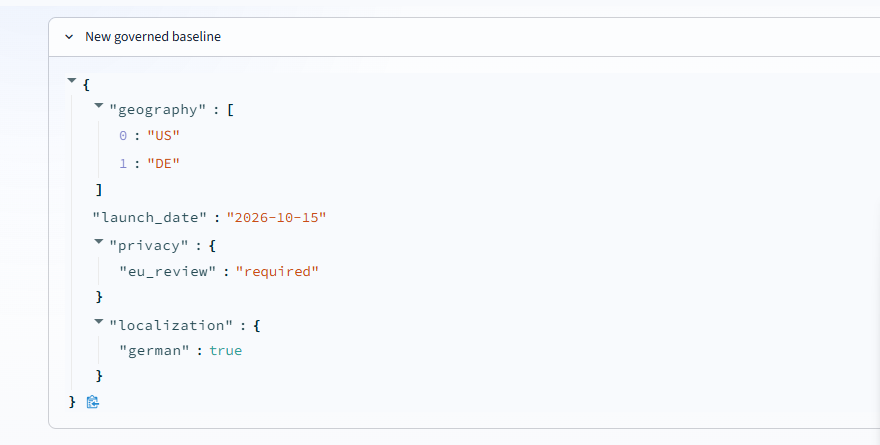 New governed baseline
{
"geography" : [
0 : "US"
1 : "DE"
]
"launch_date" : "2026-10-15"
"privacy" : {
"eu_review" : "required"
}
"localization" : {
"german" : true
}
}